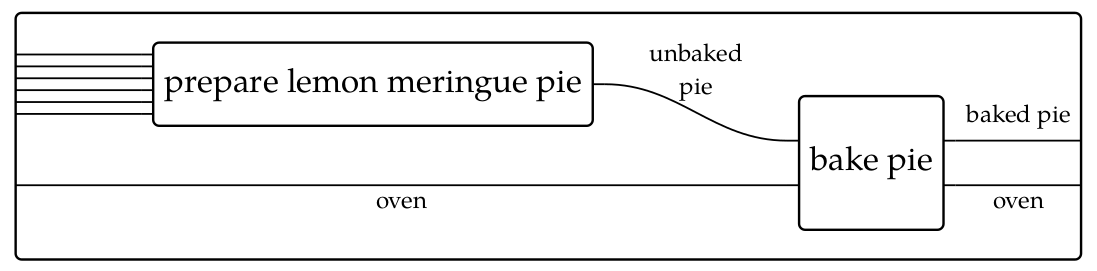 prepare lemon meringue pie
unbaked
pie
bake pie
baked pie
oven
oven